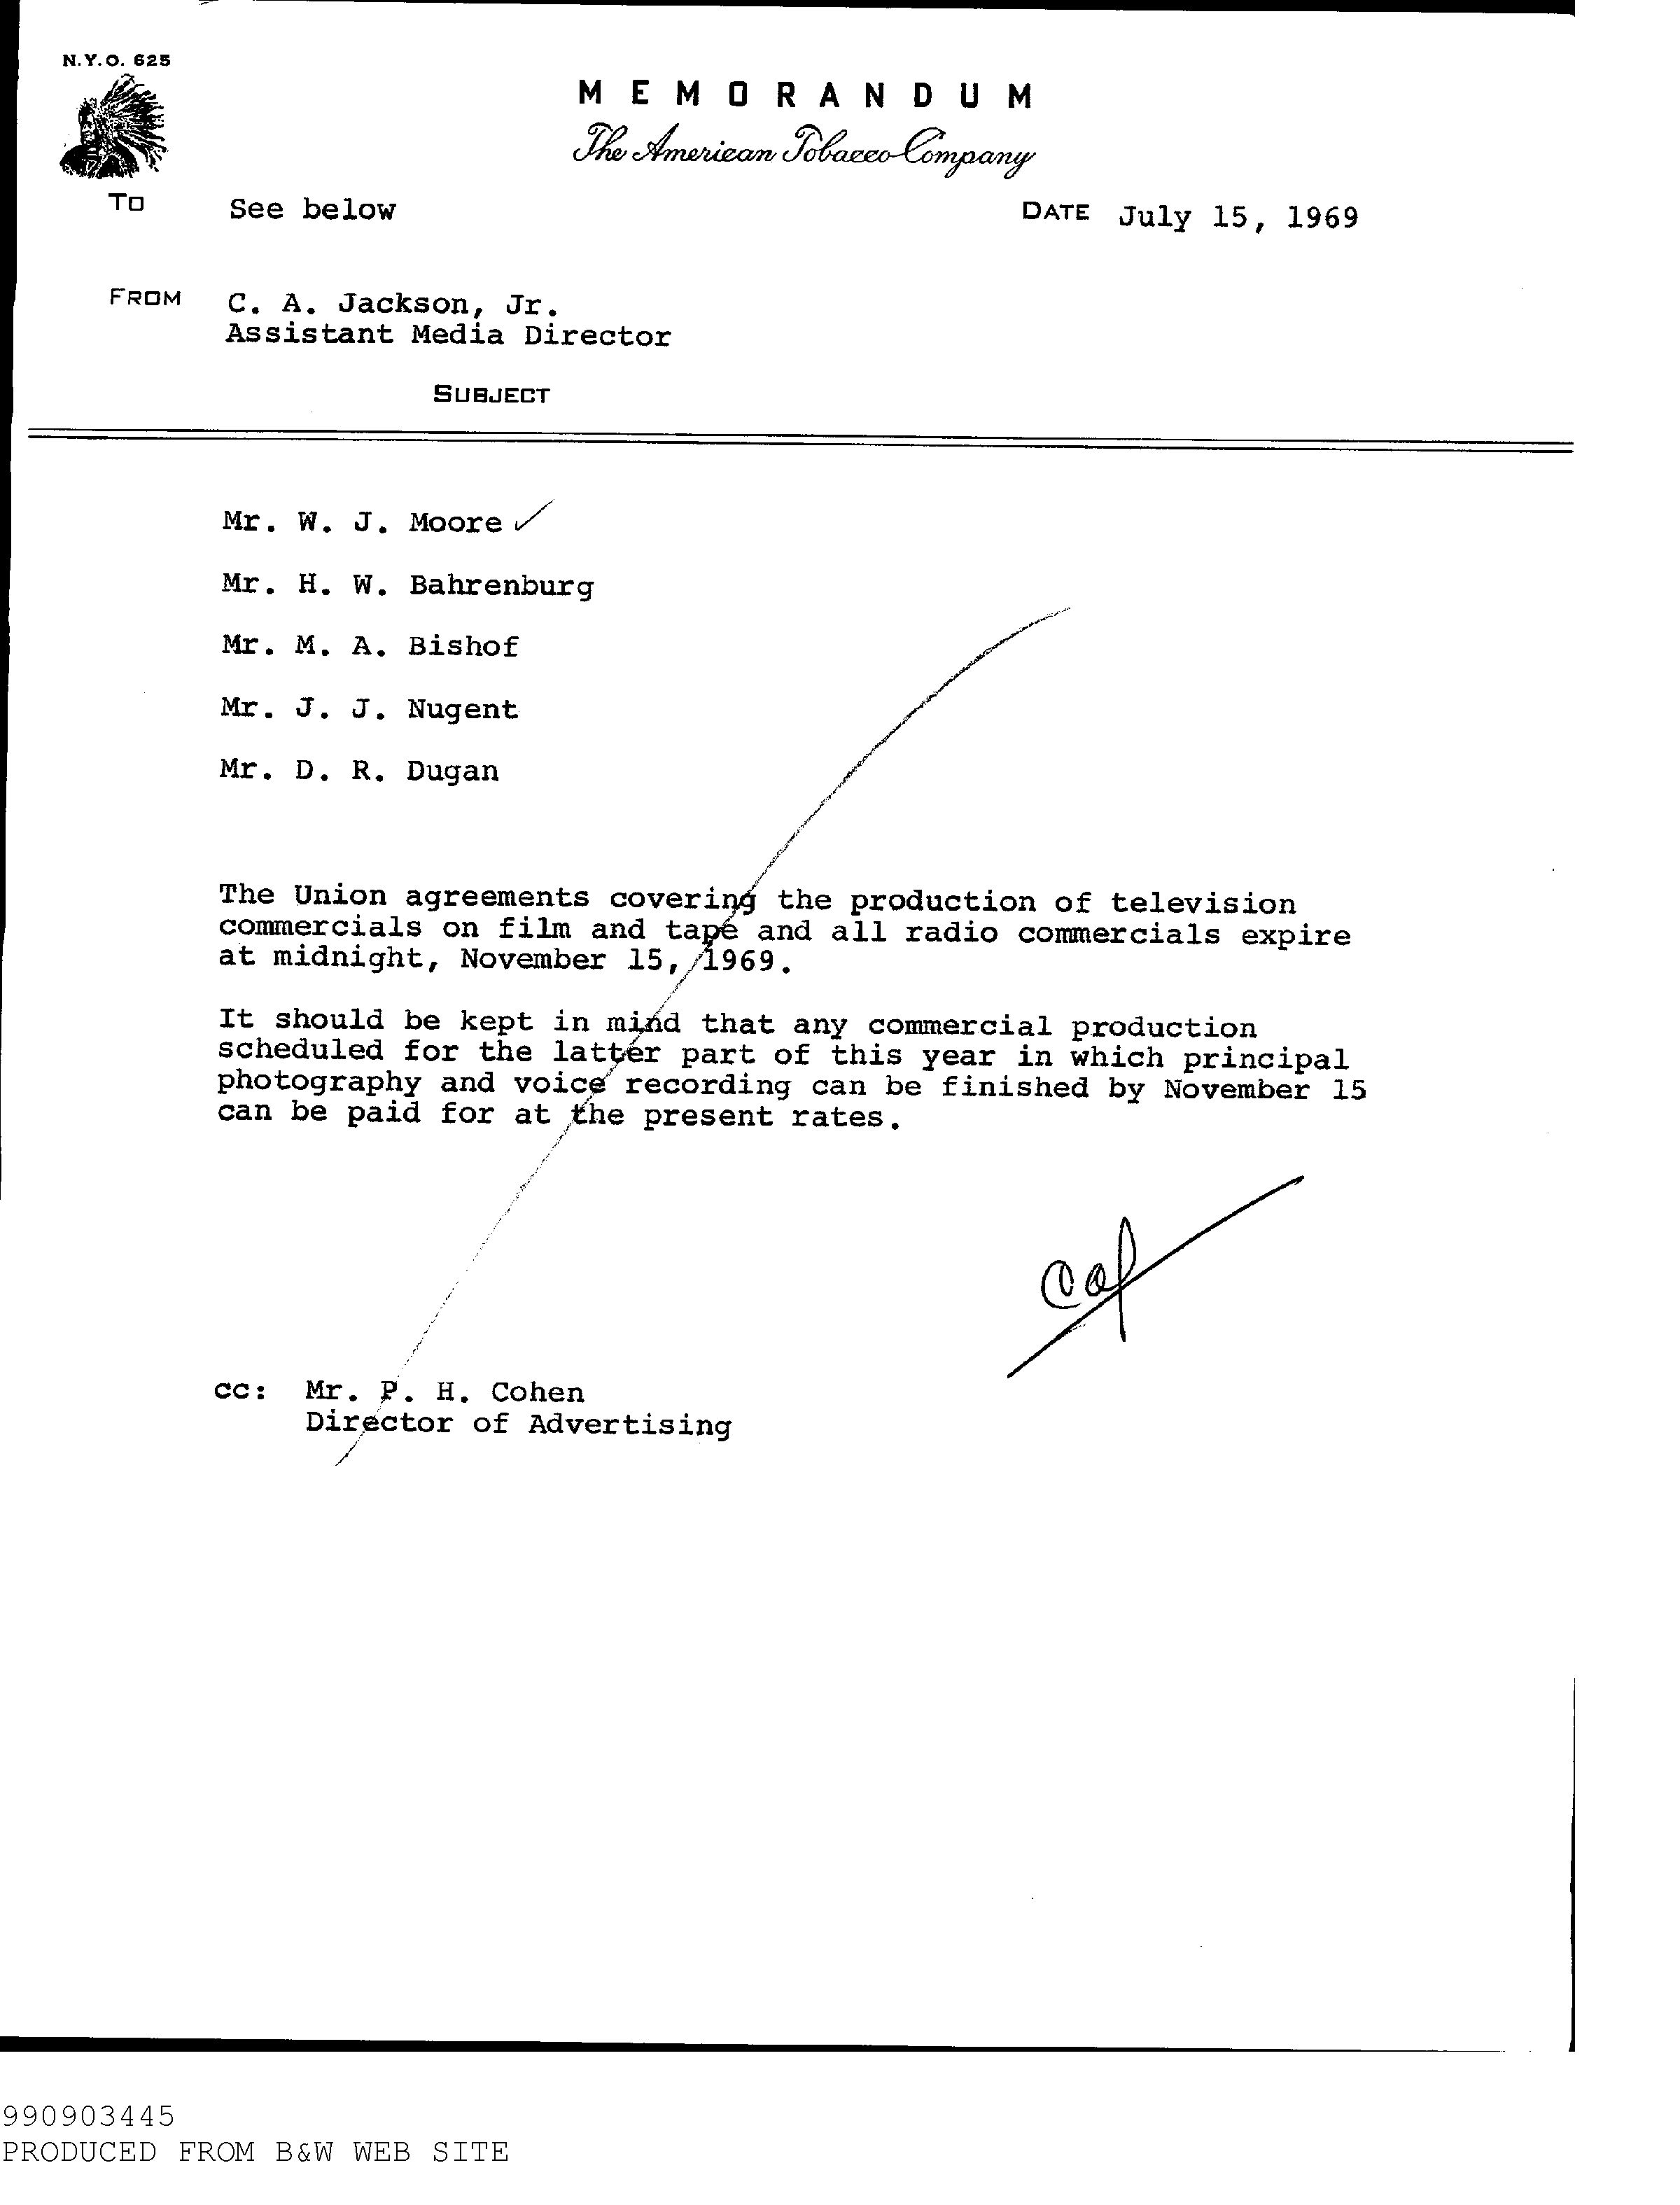 N.Y.O. 625
MEMORANDUM
The American Tobacco Company
TO See below DATE July 15, 1969
FROM C. A. Jackson, Jr.
Assistant Media Director
SUBJECT
Mr. W. J. Moore ✓
Mr. H. W. Bahrenburg
Mr. M. A. Bishof
Mr. J. J. Nugent
Mr. D. R. Dugan
The Union agreements covering the production of television
commercials on film and tape and all radio commercials expire
at midnight, November 15, 1969.
It should be kept in mind that any commercial production
scheduled for the latter part of this year in which principal
photography and voice recording can be finished by November 15
can be paid for at the present rates.
caj
cc: Mr. P. H. Cohen
Director of Advertising
990903445
PRODUCED FROM B&W WEB SITE